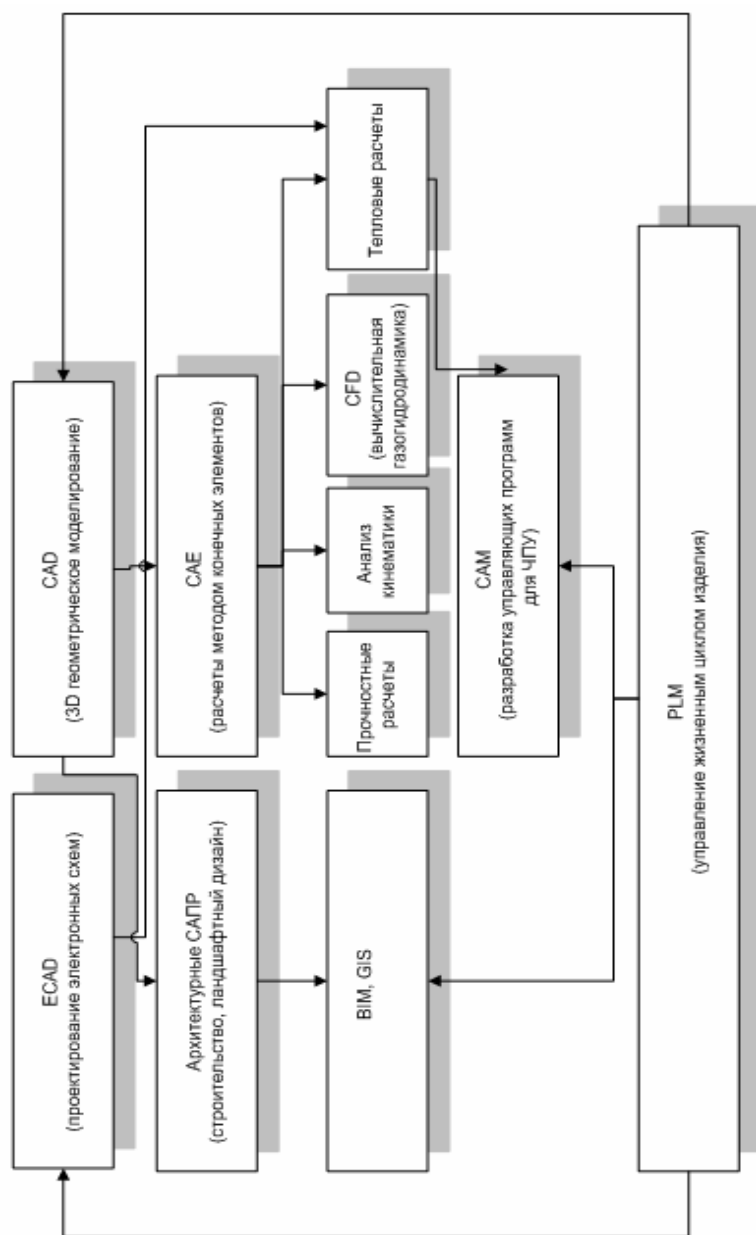 ECAD
(проектирование электронных схем)
CAD
(3D геометрическое моделирование)
Архитектурные САПР
(строительство, ландшафтный дизайн)
CAE
(расчеты методом конечных элементов)
BIM, GIS
Прочностные
расчеты
Анализ
кинематики
CFD
(вычислительная
газогидродинамика)
Тепловые расчеты
CAM
(разработка управляющих программ
для ЧПУ)
PLM
(управление жизненным циклом изделия)